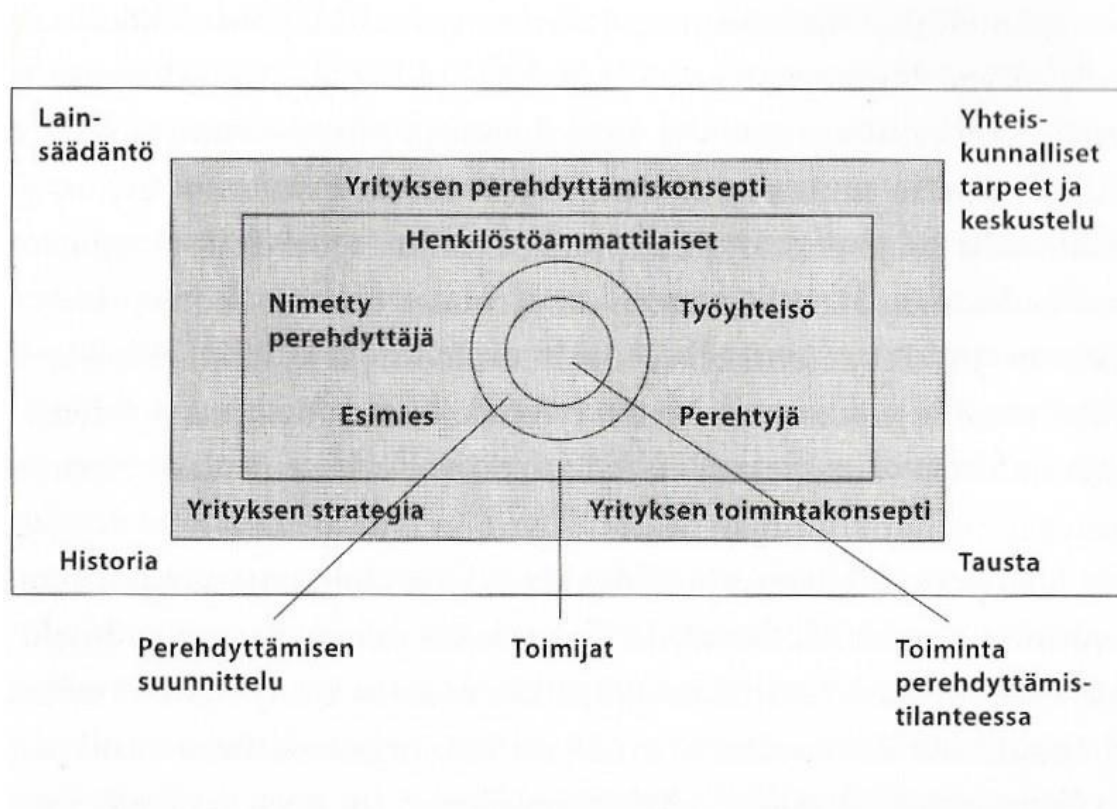 Lain-
säädäntö
Yhteis-
kunnalliset
tarpeet ja
keskustelu
Yrityksen perehdyttämiskonsepti
Henkilöstöammattilaiset
Nimetty
perehdyttäjä
Työyhteisö
Esimies
Perehtyjä
Yrityksen strategia
Yrityksen toimintakonsepti
Historia
Tausta
Perehdyttämisen
suunnittelu
Toimijat
Toiminta
perehdyttämis-
tilanteessa